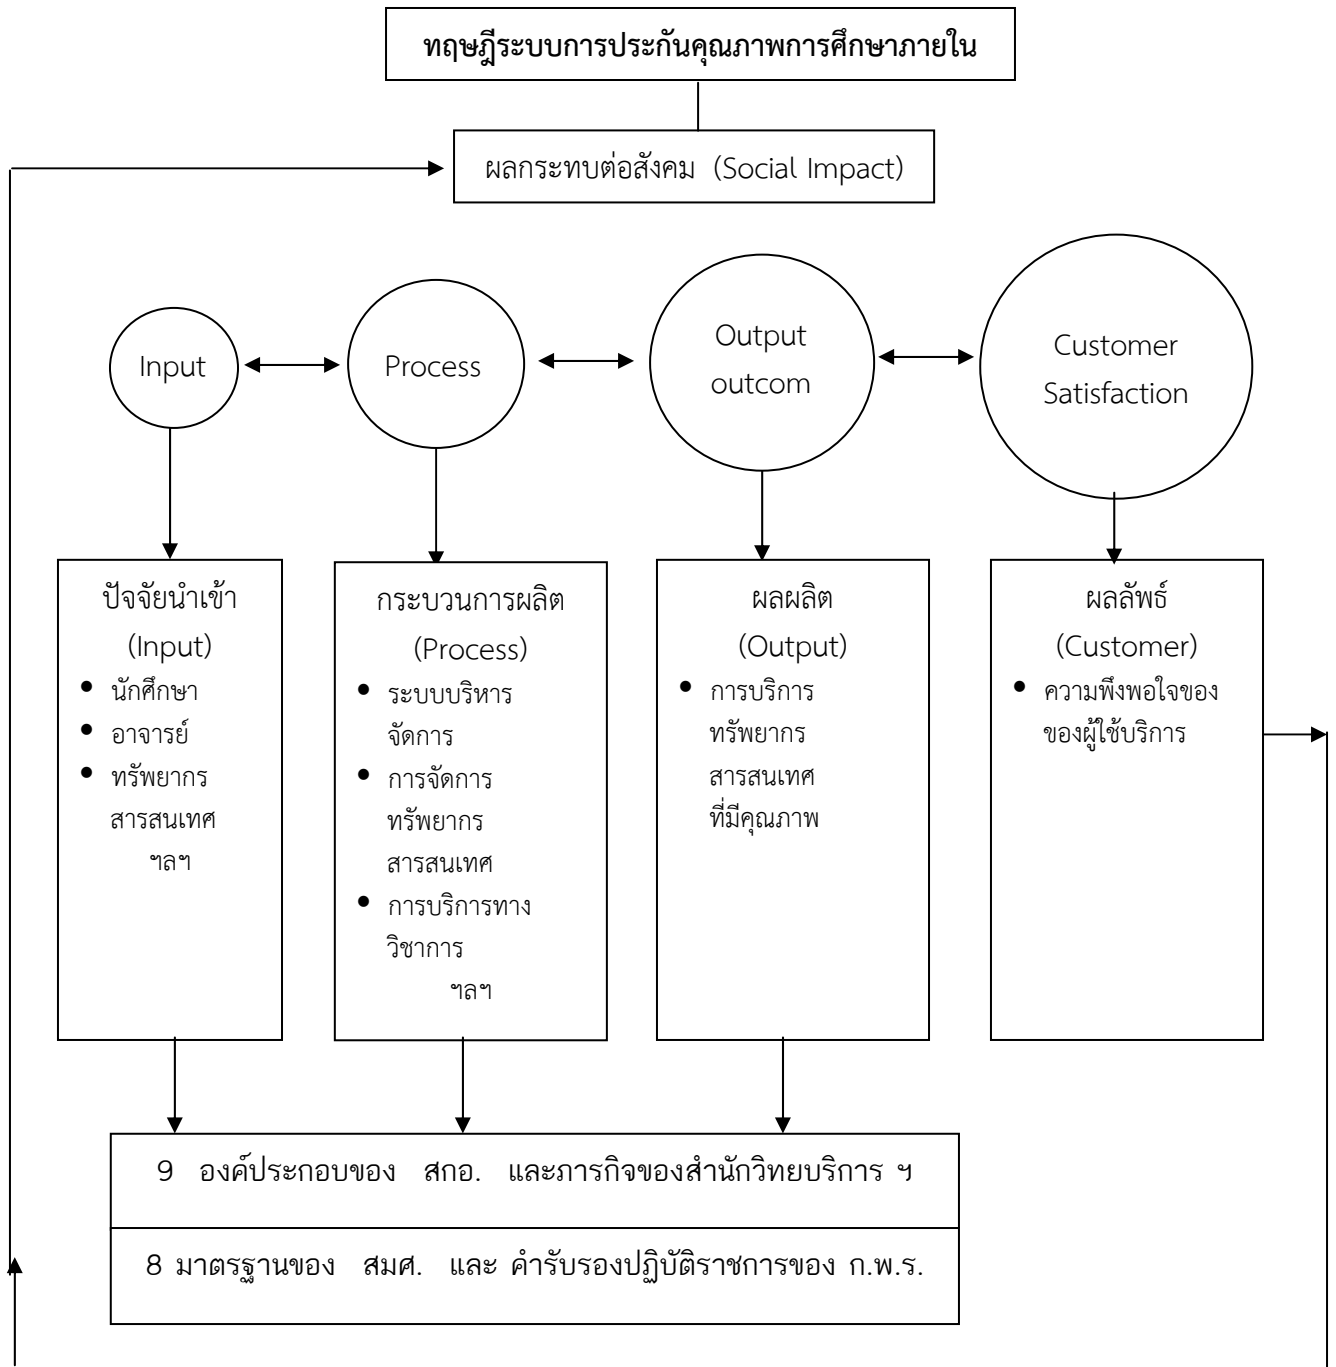 ทฤษฎีระบบการประกันคุณภาพการศึกษาภายใน
ผลกระทบต่อสังคม (Social Impact)
Input
Process
Output
outcom
Customer
Satisfaction
ปัจจัยนำเข้า
(Input)
• นักศึกษา
• อาจารย์
• ทรัพยากร
สารสนเทศ
ฯลฯ
กระบวนการผลิต
(Process)
• ระบบบริหาร
จัดการ
• การจัดการ
ทรัพยากร
สารสนเทศ
• การบริการทาง
วิชาการ
ฯลฯ
ผลผลิต
(Output)
• การบริการ
ทรัพยากร
สารสนเทศ
ที่มีคุณภาพ
ผลลัพธ์
(Customer)
• ความพึงพอใจของ
ของผู้ใช้บริการ
9 องค์ประกอบของ สกอ. และภารกิจของสำนักวิทยบริการ ฯ
8 มาตรฐานของ สมศ. และ คำรับรองปฏิบัติราชการของ ก.พ.ร.